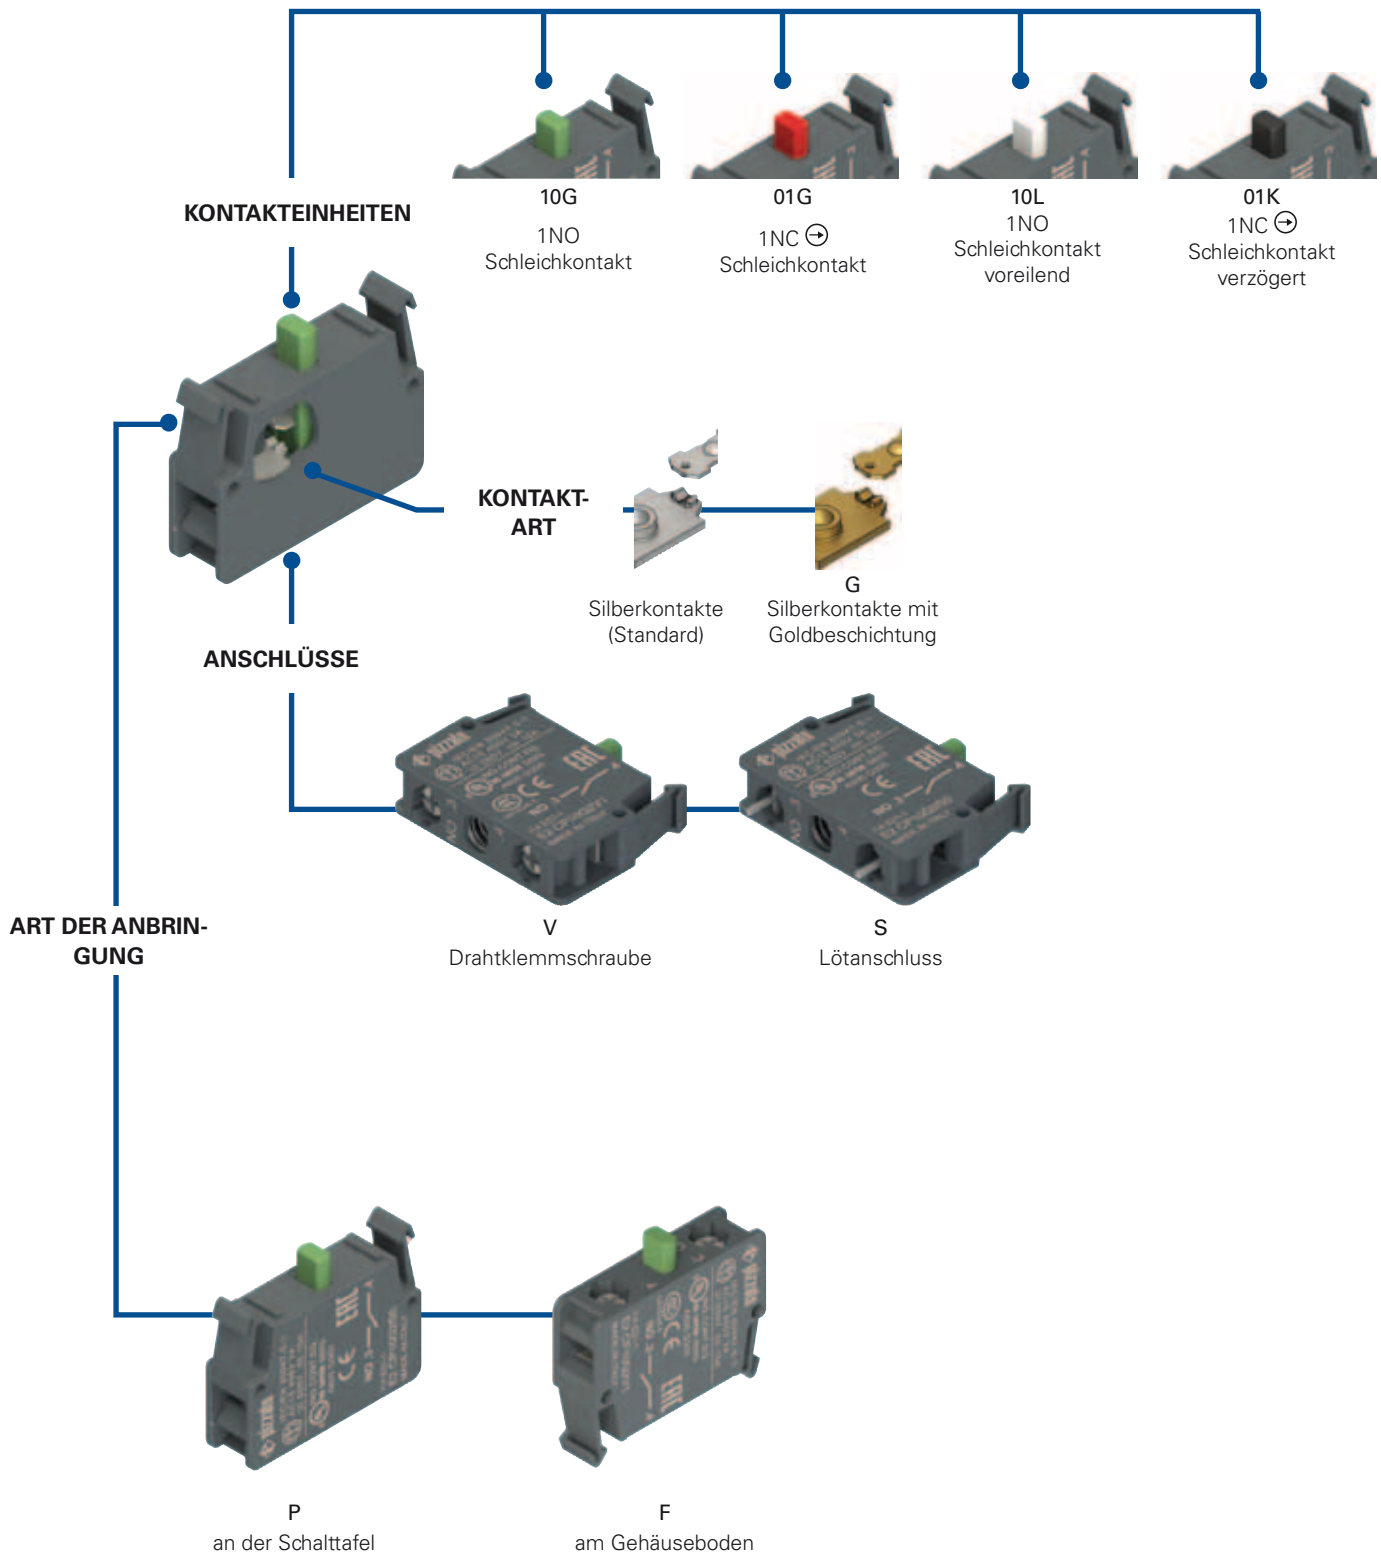 10G
01G
10L
01K
KONTAKTEINHEITEN
1NO
Schleichkontakt
1NC
Schleichkontakt
1NO
Schleichkontakt
voreilend
1NC
Schleichkontakt
verzögert
KONTAKT-
ART
Silberkontakte
(Standard)
G
Silberkontakte mit
Goldbeschichtung
ANSCHLÜSSE
V
Drahtklemmschraube
S
Lötanschluss
ART DER ANBRIN-
GUNG
P
an der Schalttafel
F
am Gehäuseboden